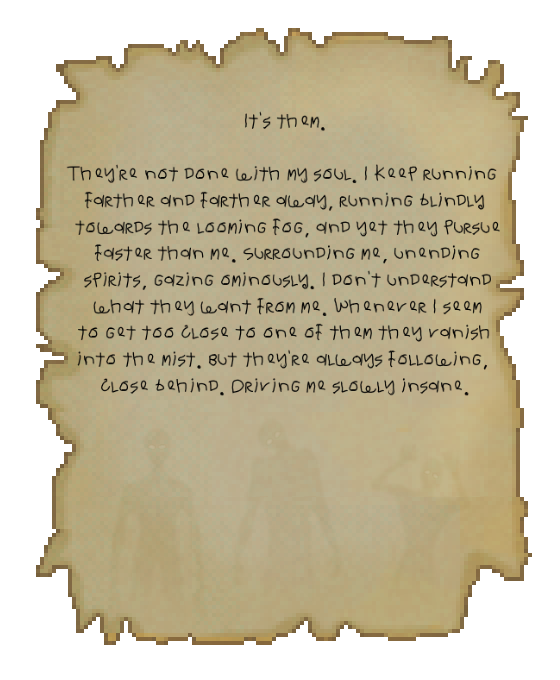 It's them.
They're not done with my soul. I keep running
farther and farther away, running blindly
towards the looming fog, and yet they pursue
faster than me. Surrounding me, unending
spirits, gazing ominously. I don't understand
what they want from me. Whenever I seem
to get too close to one of them they vanish
into the mist. But they're always following,
close behind. Driving me slowly insane.